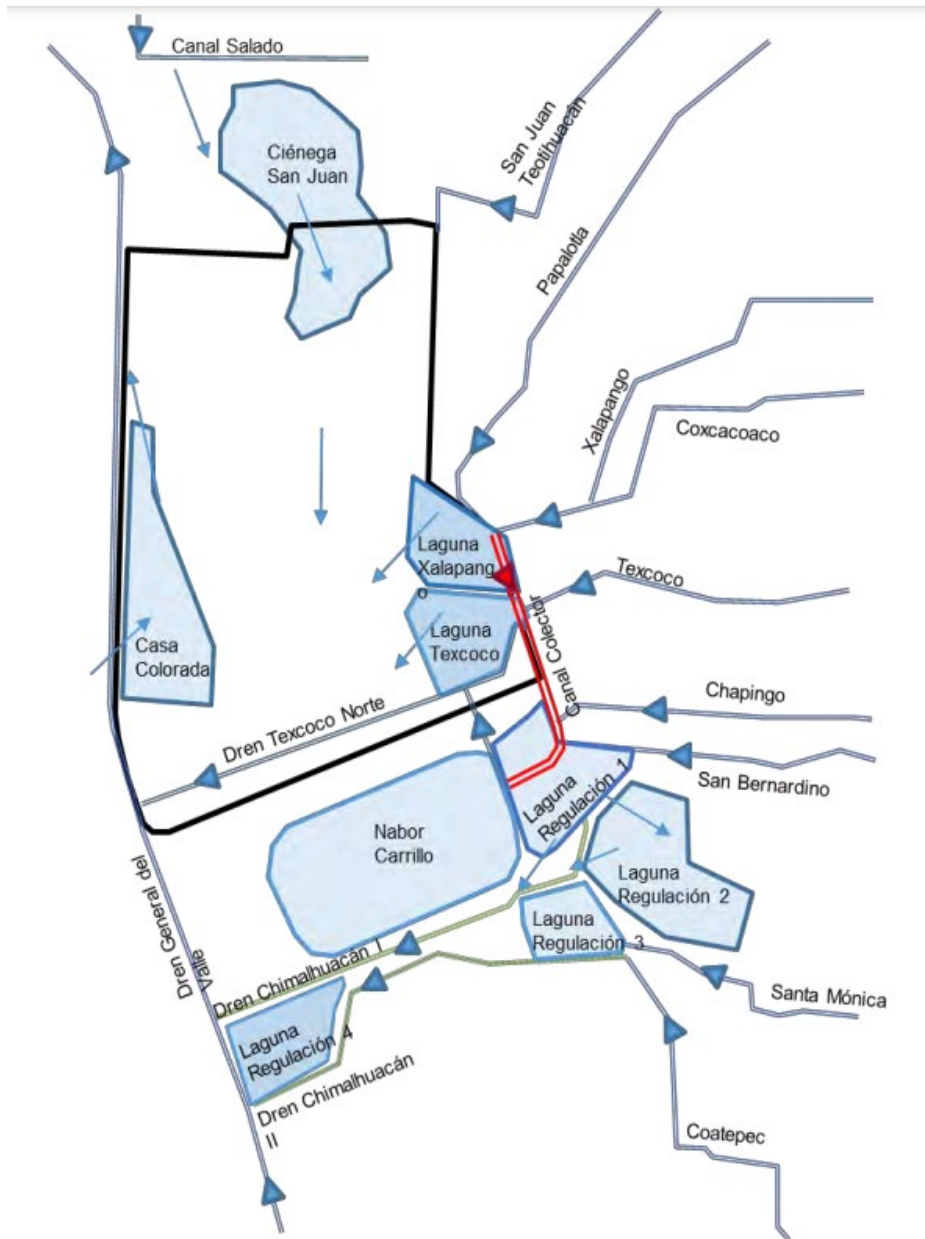 Canal Salado
San Juan
Teotihuacán
Ciénega
San Juan
Papalotla
Xalapango
Coxcacoaco
Laguna
Xalapang
o
Texcoco
Canal Colector
Laguna
Texcoco
Casa
Colorada
Chapingo
Dren Texcoco Norte
San Bernardino
Laguna
Regulación 1
Nabor
Carrillo
Laguna
Regulación 2
Laguna
Regulación 3
Dren General del
Valle
Dren Chimalhuacán I
Santa Mónica
Laguna
Regulación 4
Dren Chimalhuacán
II
Coatepec